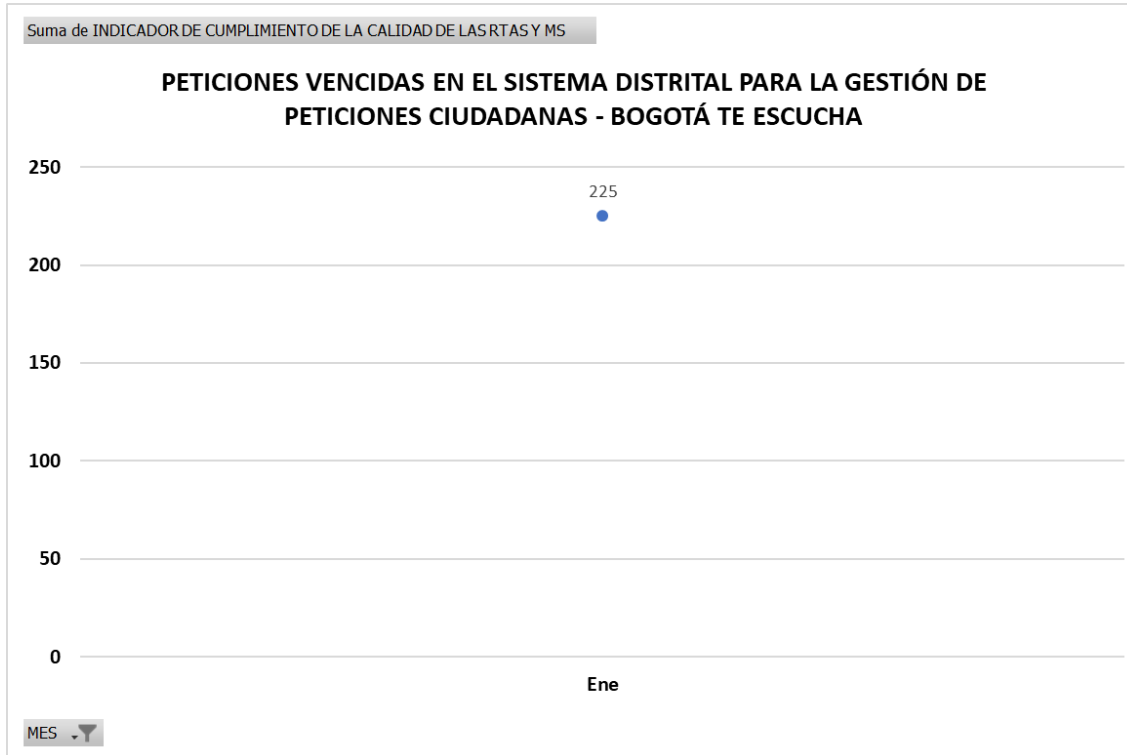 Suma de INDICADOR DE CUMPLIMIENTO DE LA CALIDAD DE LAS RTAS Y MS
PETICIONES VENCIDAS EN EL SISTEMA DISTRITAL PARA LA GESTIÓN DE
PETICIONES CIUDADANAS - BOGOTÁ TE ESCUCHA
250
225
200
150
100
50
0
Ene
MES